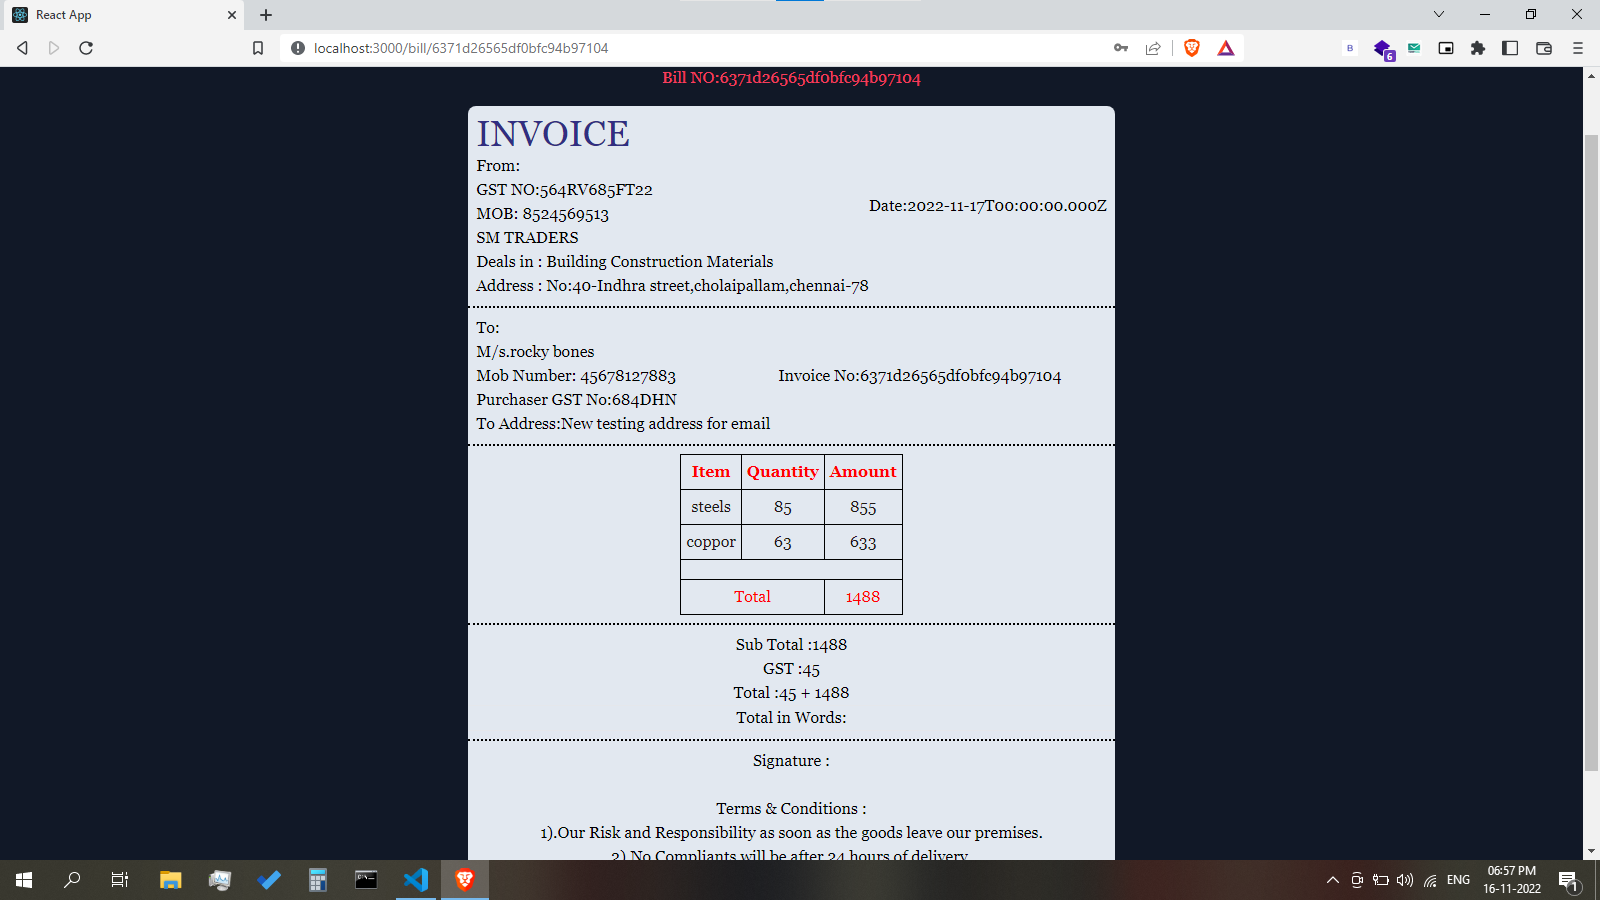 React App
localhost:3000/bill/6371d26565df0bfc94b97104
B
6
Bill NO:6371d26565df0bfc94b97104
INVOICE
From:
GST NO:564RV685FT22
MOB: 8524569513
Date:2022-11-17T00:00:00.000Z
SM TRADERS
Deals in : Building Construction Materials
Address : No:40-Indhra street,cholaipallam,chennai-78
To:
M/s.rocky bones
Mob Number: 45678127883 Invoice No:6371d26565df0bfc94b97104
Purchaser GST No:684DHN
To Address:New testing address for email
Item Quantity Amount
steels 85 855
coppor 63 633
Total 1488
Sub Total :1488
GST :45
Total :45 + 1488
Total in Words:
Signature :
Terms & Conditions :
1).Our Risk and Responsibility as soon as the goods leave our premises.
2).No Compliants will be after 24 hours of delivery
ENG
06:57 PM
16-11-2022
1